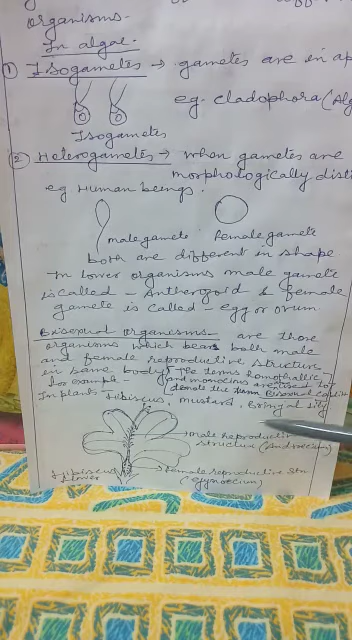 organisms.
In algae.
① Isogametes → gametes are in ap
eg. cladophora (Alg
Isogametes
② Heterogametes → when gametes are
morphologically disti
eg Human beings.
male gamete Female gamete
both are different in shape
In lower organisms male gamete
is called - Antherozoid & female
gamete is called - egg or ovum
Bisexual organisms - are those
organisms which bears both male
and female reproductive structure
in same body. The terms homothallic
for example - and monocious are used to
denote the term Bisexual
In plants - Hibiscus, mustard,
male Reproductive
structure (Androecium)
Hibiscus
flower
Female reproductive Str
(Gynoecium)